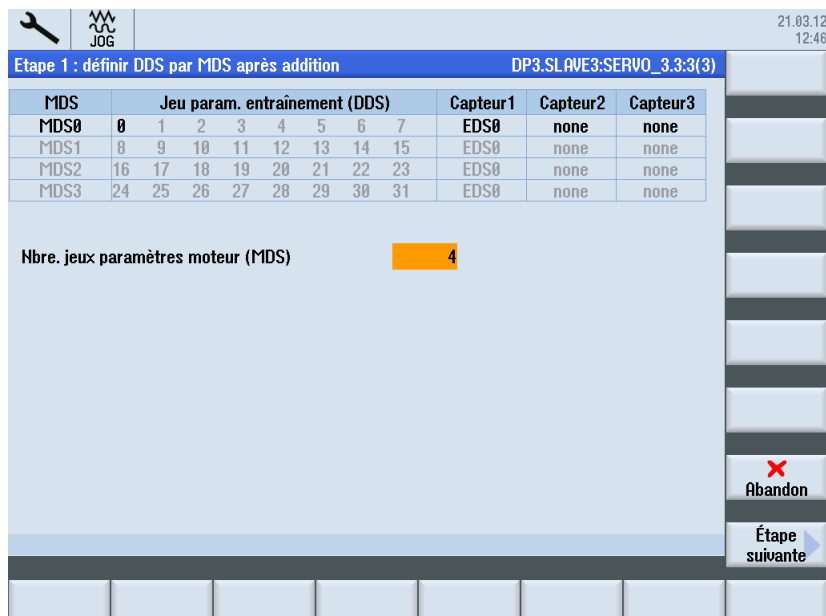 JOG
21.03.12
12:46
Etape 1 : définir DDS par MDS après addition DP3.SLAVE3:SERVO_3.3:3(3)
MDS Jeu param. entraînement (DDS) Capteur1 Capteur2 Capteur3
MDS0 0 1 2 3 4 5 6 7 EDS0 none none
MDS1 8 9 10 11 12 13 14 15 EDS0 none none
MDS2 16 17 18 19 20 21 22 23 EDS0 none none
MDS3 24 25 26 27 28 29 30 31 EDS0 none none
Nbre. jeux paramètres moteur (MDS) 4
Abandon
Étape
suivante